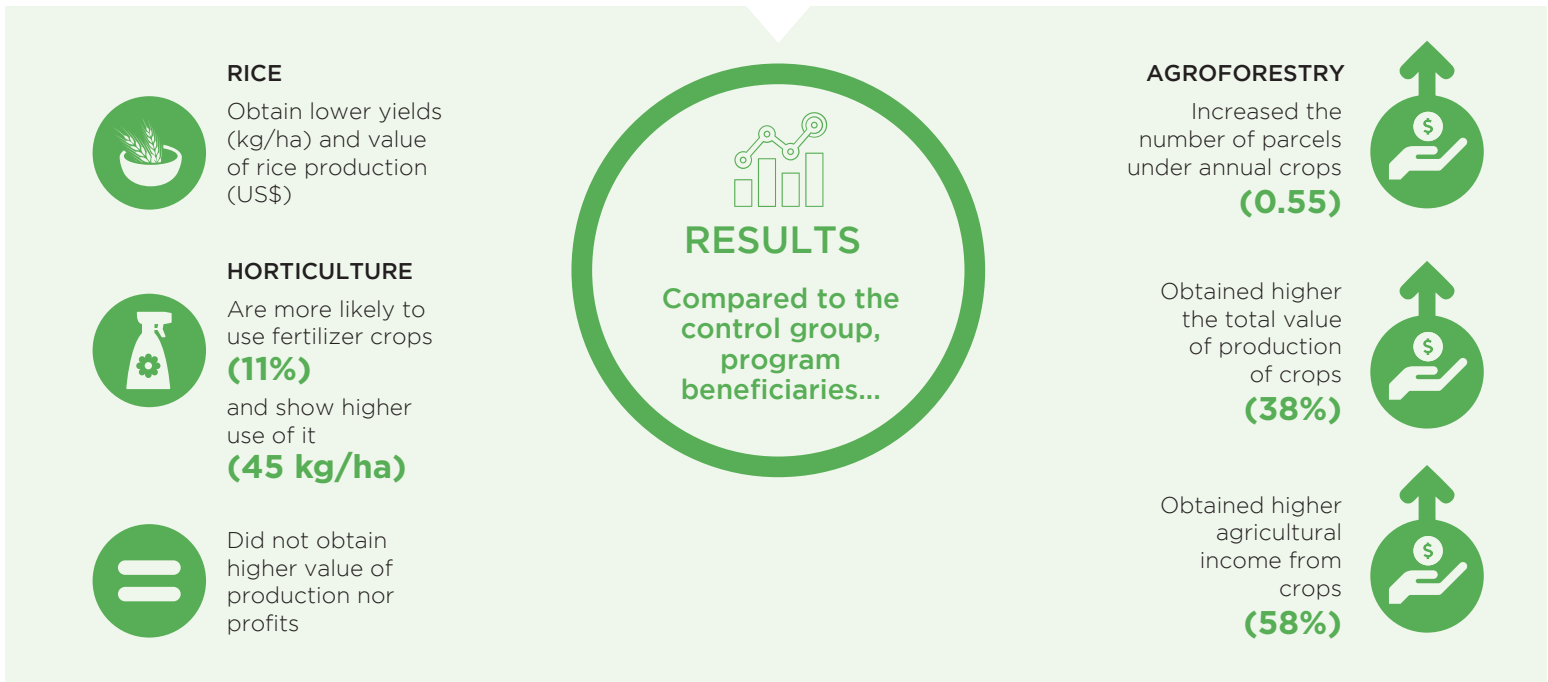 RICE
Obtain lower yields
(kg/ha) and value
of rice production
(US$)
HORTICULTURE
Are more likely to
use fertilizer crops
(11%)
and show higher
use of it
(45 kg/ha)
Did not obtain
higher value of
production nor
profits
RESULTS
Compared to the
control group,
program
beneficiaries...
AGROFORESTRY
Increased the
number of parcels
under annual crops
(0.55)
$
Obtained higher
the total value
of production
of crops
(38%)
$
Obtained higher
agricultural
income from
crops
(58%)
$